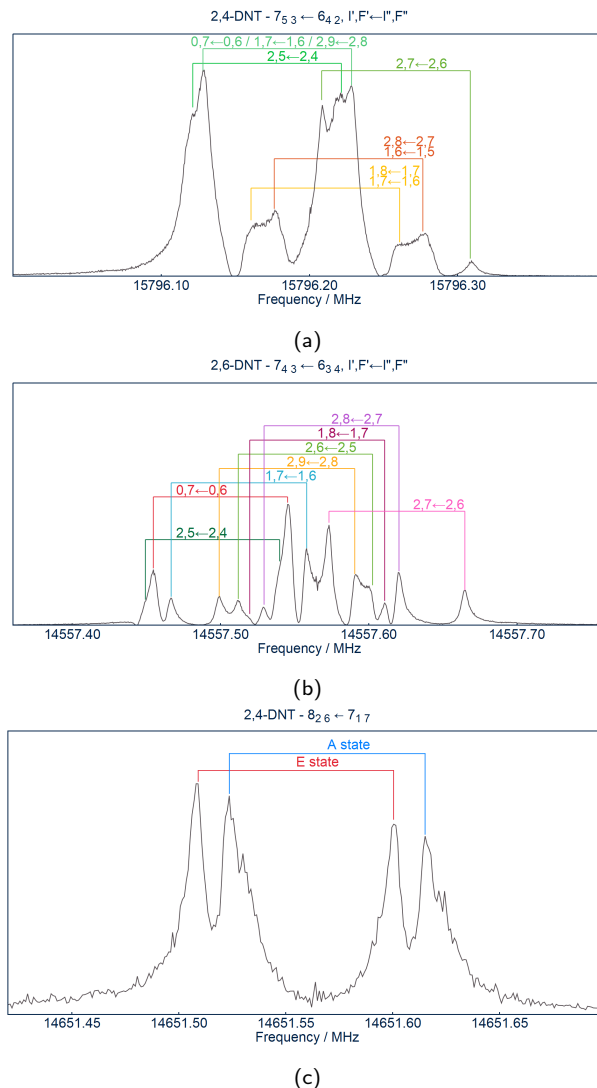 2,4-DNT - 7₅ ₃ ← 6₄ ₂, I',F'←I",F"
0,7←0,6 / 1,7←1,6 / 2,9←2,8
2,5←2,4
2,7←2,6
2,8←2,7
1,6←1,5
1,8←1,7
1,7←1,6
15796.10 15796.20 15796.30
Frequency / MHz
(a)
2,6-DNT - 7₄ ₃ ← 6₃ ₄, I',F'←I",F"
2,8←2,7
1,8←1,7
2,6←2,5
2,9←2,8
1,7←1,6
0,7←0,6
2,7←2,6
2,5←2,4
14557.40 14557.50 14557.60 14557.70
Frequency / MHz
(b)
2,4-DNT - 8₂ ₆ ← 7₁ ₇
A state
E state
14651.45 14651.50 14651.55 14651.60 14651.65
Frequency / MHz
(c)